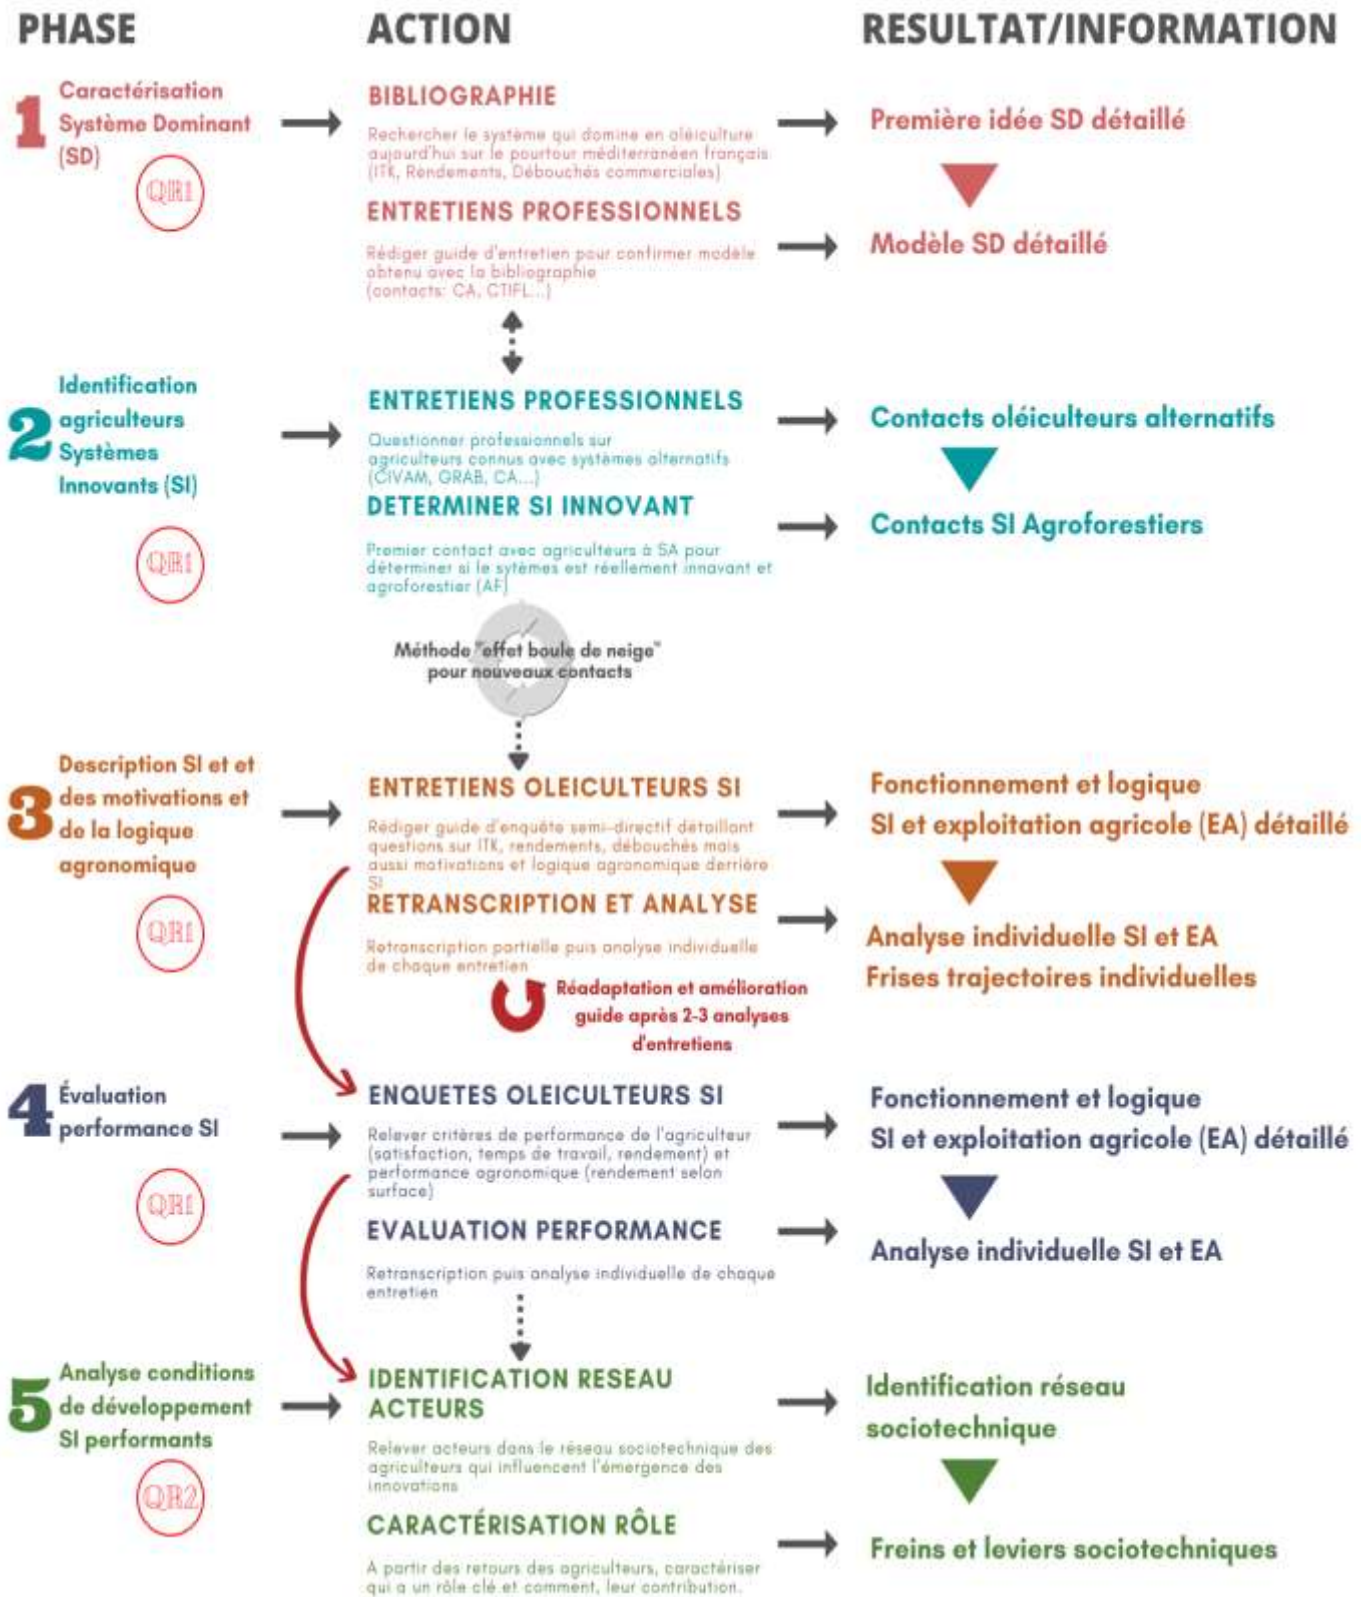 PHASE
ACTION
RESULTAT/INFORMATION
1
Caractérisation
Système Dominant
(SD)
QR1
BIBLIOGRAPHIE
Rechercher le système qui domine en oléiculture
aujourd'hui sur le pourtour méditerranéen français
(ITK, Rendements, Débouchés commerciales)
ENTRETIENS PROFESSIONNELS
Rédiger guide d'entretien pour confirmer modèle
obtenu avec la bibliographie
(contacts: CA, CTIFL...)
Première idée SD détaillé
Modèle SD détaillé
2
Identification
agriculteurs
Systèmes
Innovants (SI)
QR1
ENTRETIENS PROFESSIONNELS
Questionner professionnels sur
agriculteurs connus avec systèmes alternatifs
(CIVAM, GRAB, CA...)
DETERMINER SI INNOVANT
Premier contact avec agriculteurs à SA pour
déterminer si le sytèmes est réellement innavant et
agroforestier (AF)
Contacts oléiculteurs alternatifs
Contacts SI Agroforestiers
Méthode "effet boule de neige"
pour nouveaux contacts
3
Description SI et et
des motivations et
de la logique
agronomique
QR1
ENTRETIENS OLEICULTEURS SI
Rédiger guide d'enquête semi-directif détaillant
questions sur ITK, rendements, débouchés mais
aussi motivations et logique agronomique derrière
SI
RETRANSCRIPTION ET ANALYSE
Retranscription partielle puis analyse individuelle
de chaque entretien
Réadaptation et amélioration
guide après 2-3 analyses
d'entretiens
Fonctionnement et logique
SI et exploitation agricole (EA) détaillé
Analyse individuelle SI et EA
Frises trajectoires individuelles
4
Évaluation
performance SI
QR1
ENQUETES OLEICULTEURS SI
Relever critères de performance de l'agriculteur
(satisfaction, temps de travail, rendement) et
performance agronomique (rendement selon
surface)
EVALUATION PERFORMANCE
Retranscription puis analyse individuelle de chaque
entretien
Fonctionnement et logique
SI et exploitation agricole (EA) détaillé
Analyse individuelle SI et EA
5
Analyse conditions
de développement
SI performants
QR2
IDENTIFICATION RESEAU
ACTEURS
Relever acteurs dans le réseau sociotechnique des
agriculteurs qui influencent l'émergence des
innovations
CARACTÉRISATION RÔLE
A partir des retours des agriculteurs, caractériser
qui a un rôle clé et comment, leur contribution.
Identification réseau
sociotechnique
Freins et leviers sociotechniques